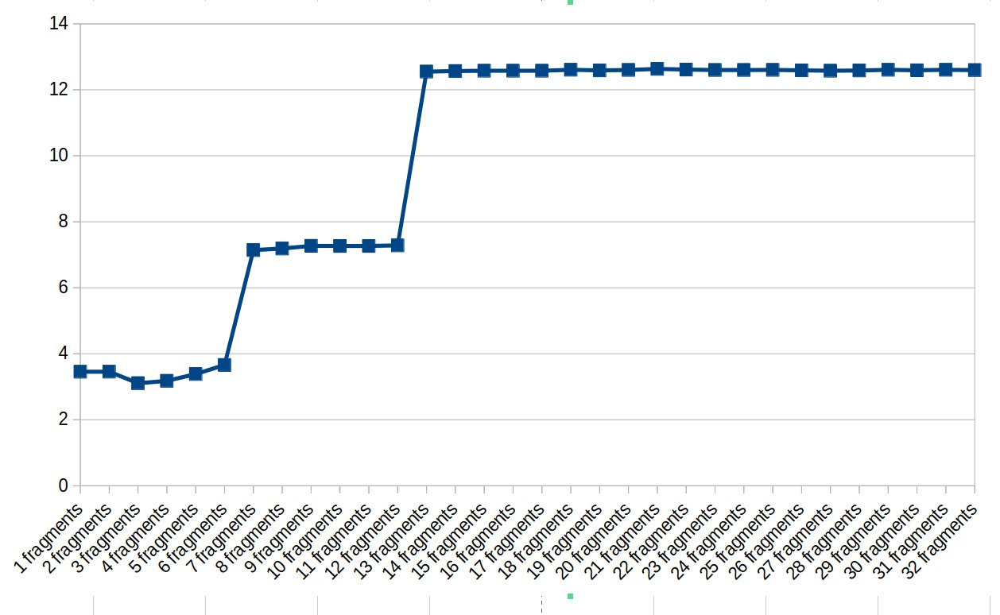 14
12
10
8
6
4
2
0
1 fragments
2 fragments
3 fragments
4 fragments
5 fragments
6 fragments
7 fragments
8 fragments
9 fragments
10 fragments
11 fragments
12 fragments
13 fragments
14 fragments
15 fragments
16 fragments
17 fragments
18 fragments
19 fragments
20 fragments
21 fragments
22 fragments
23 fragments
24 fragments
25 fragments
26 fragments
27 fragments
28 fragments
29 fragments
30 fragments
31 fragments
32 fragments